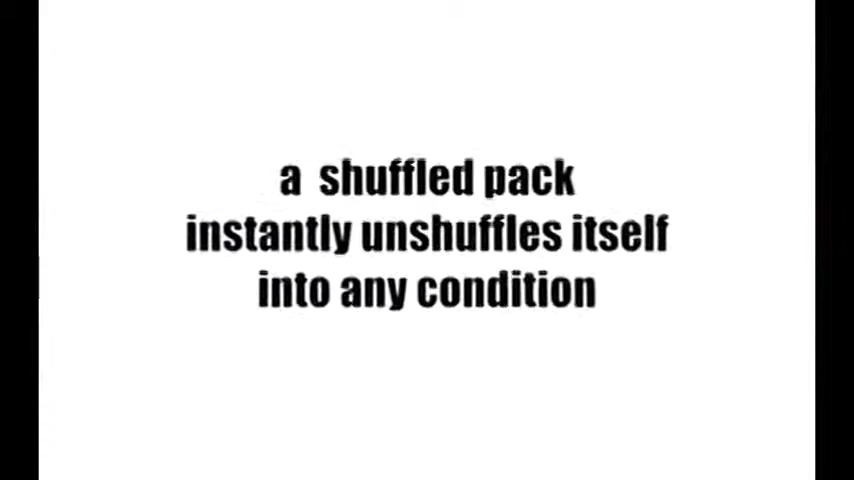 a shuffled pack
instantly unshuffles itself
into any condition